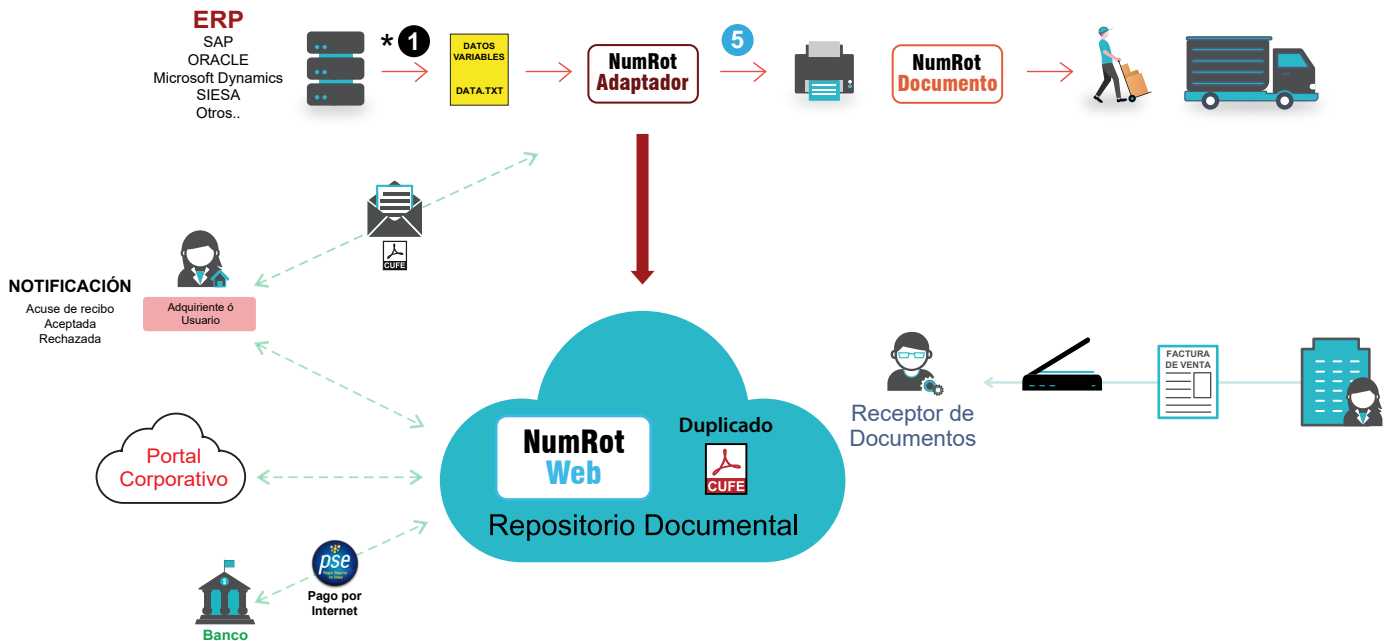 ERP
SAP
ORACLE
Microsoft Dynamics
SIESA
Otros..
* 1
DATOS
VARIABLES
DATA.TXT
NumRot
Adaptador
5
NumRot
Documento
CUFE
NOTIFICACIÓN
Acuse de recibo
Aceptada
Rechazada
Adquiriente ó
Usuario
FACTURA
DE VENTA
Receptor de
Documentos
Portal
Corporativo
NumRot
Web
Duplicado
CUFE
Repositorio Documental
pse
Pago por
Internet
$
Banco